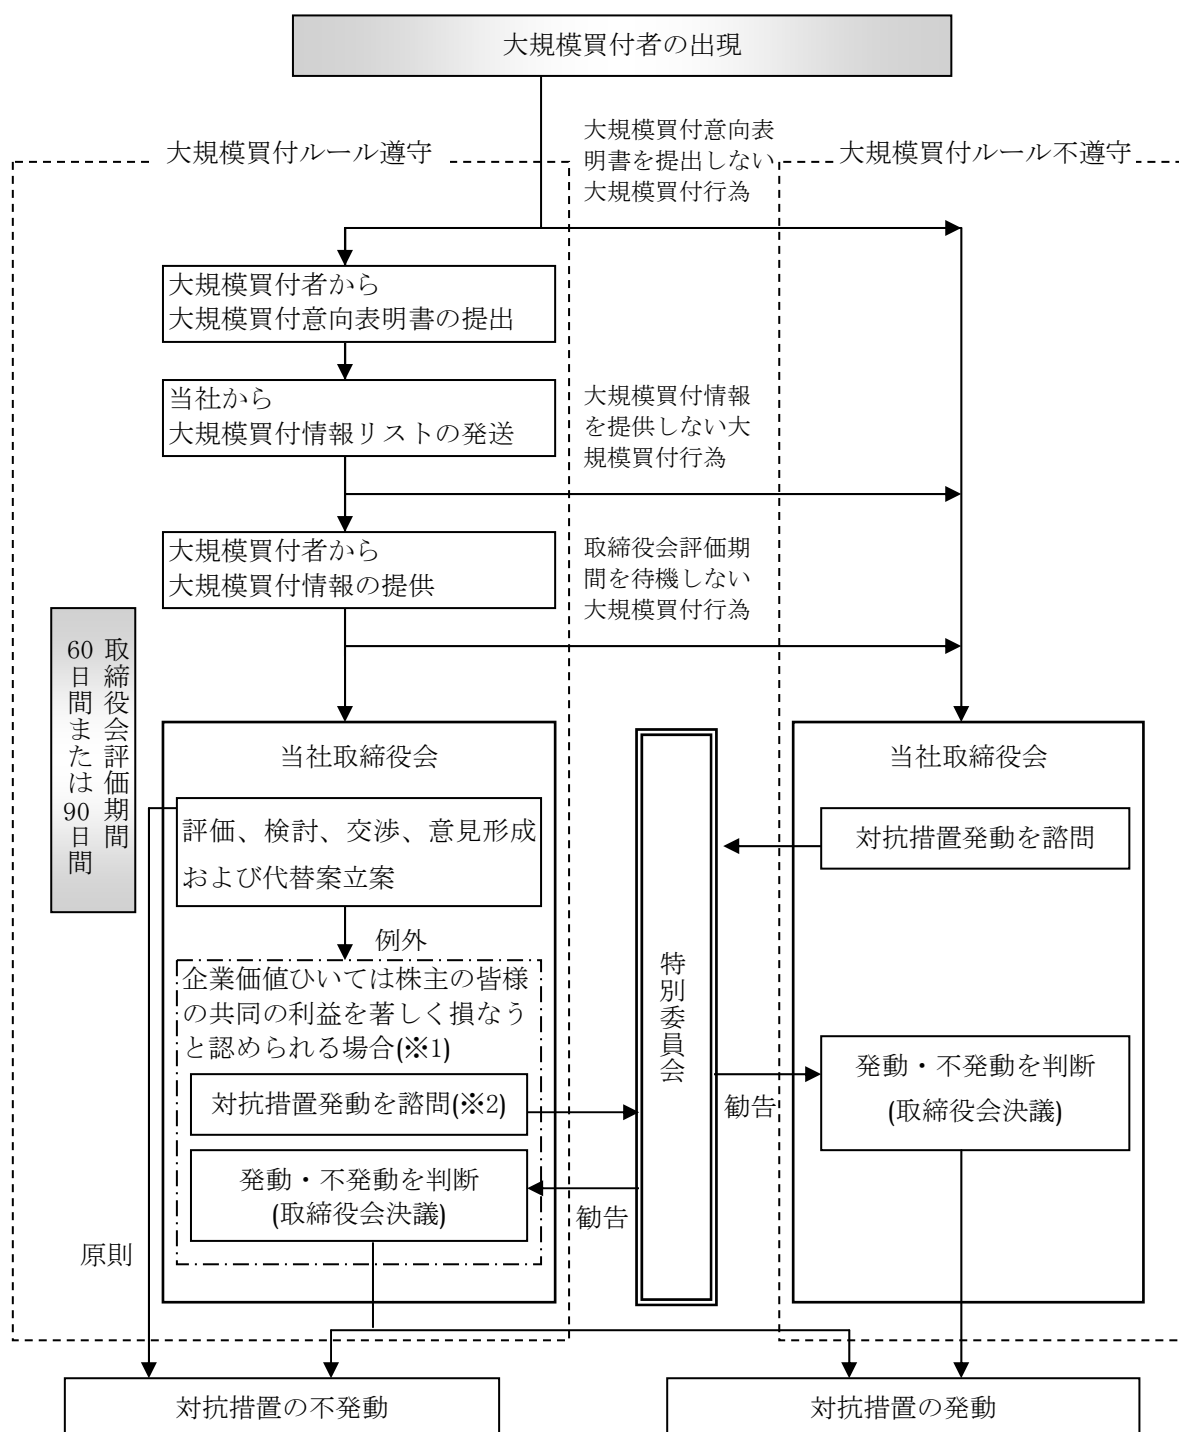 大規模買付者の出現
大規模買付ルール遵守
大規模買付意向表
明書を提出しない
大規模買付行為
大規模買付ルール不遵守
大規模買付者から
大規模買付意向表明書の提出
当社から
大規模買付情報リストの発送
大規模買付情報
を提供しない大
規模買付行為
大規模買付者から
大規模買付情報の提供
取締役会評価期
間を待機しない
大規模買付行為
取締役会評価期間
60日間または90日間
当社取締役会
評価、検討、交渉、意見形成
および代替案立案
例外
企業価値ひいては株主の皆様
の共同の利益を著しく損なう
と認められる場合(※1)
対抗措置発動を諮問(※2)
発動・不発動を判断
(取締役会決議)
勧告
原則
特別委員会
当社取締役会
対抗措置発動を諮問
勧告
発動・不発動を判断
(取締役会決議)
対抗措置の不発動
対抗措置の発動